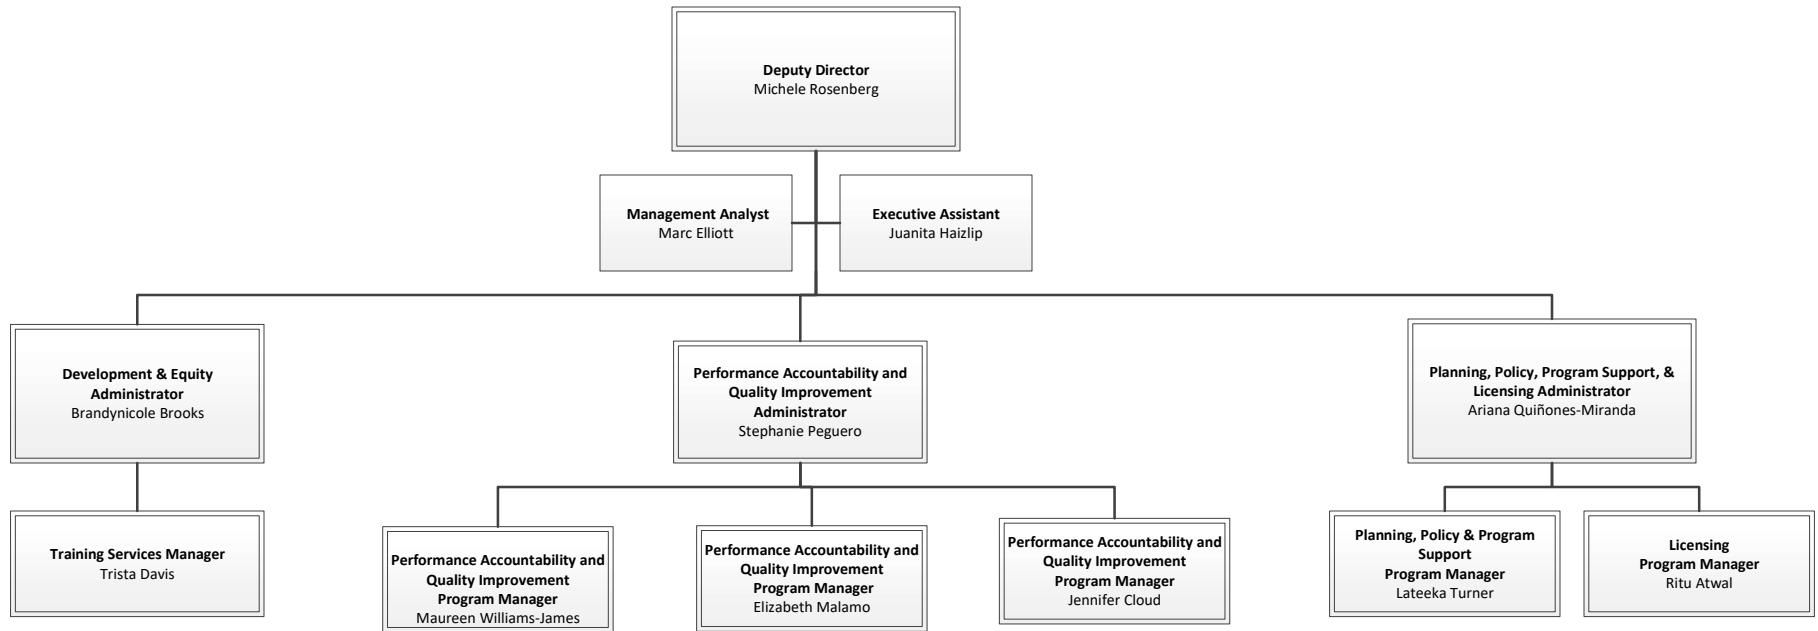 Deputy Director
Michele Rosenberg
Management Analyst
Marc Elliott
Executive Assistant
Juanita Haizlip
Development & Equity
Administrator
Brandynicole Brooks
Performance Accountability and
Quality Improvement
Administrator
Stephanie Peguero
Planning, Policy, Program Support, &
Licensing Administrator
Ariana Quiñones-Miranda
Training Services Manager
Trista Davis
Performance Accountability and
Quality Improvement
Program Manager
Maureen Williams-James
Performance Accountability and
Quality Improvement
Program Manager
Elizabeth Malamo
Performance Accountability and
Quality Improvement
Program Manager
Jennifer Cloud
Planning, Policy & Program
Support
Program Manager
Lateeka Turner
Licensing
Program Manager
Ritu Atwal